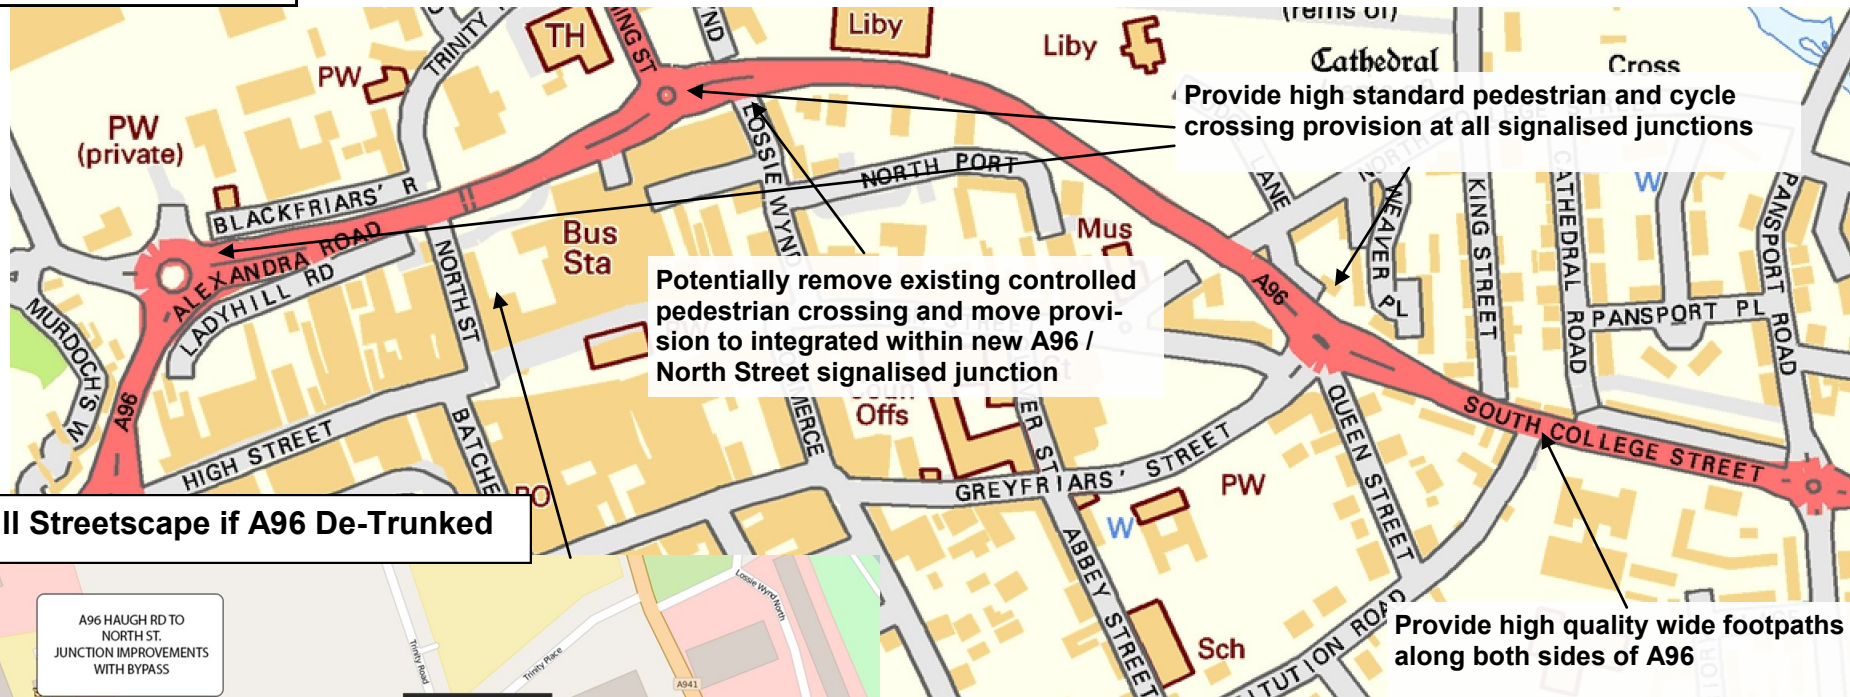 (rems of)
TH
Liby
Liby
Cathedral
Cross
PW
TRINITY
PW
(private)
Provide high standard pedestrian and cycle
crossing provision at all signalised junctions
LOSSIE WYND
NORTH PORT
BLACKFRIARS' R
ALEXANDRA ROAD
LADYHILL RD
NORTH ST
Bus
Sta
Mus
LANE
WEAVER PL
KING STREET
CATHEDRAL ROAD
W
PANSPORT ROAD
PANSPORT PL
A96
Potentially remove existing controlled
pedestrian crossing and move provi-
sion to integrated within new A96 /
North Street signalised junction
MURDOCH'S W
A96
HIGH STREET
BATCHE
MERCE
Offs
VER ST
GREYFRIARS' STREET
QUEEN STREET
SOUTH COLLEGE STREET
PO
PW
W
ABBEY STREET
Sch
TUTION ROAD
ll Streetscape if A96 De-Trunked
Provide high quality wide footpaths
along both sides of A96
A96 HAUGH RD TO
NORTH ST.
JUNCTION IMPROVEMENTS
WITH BYPASS
Trinity Road
Trinity Place
Lossie Wynd North
A941